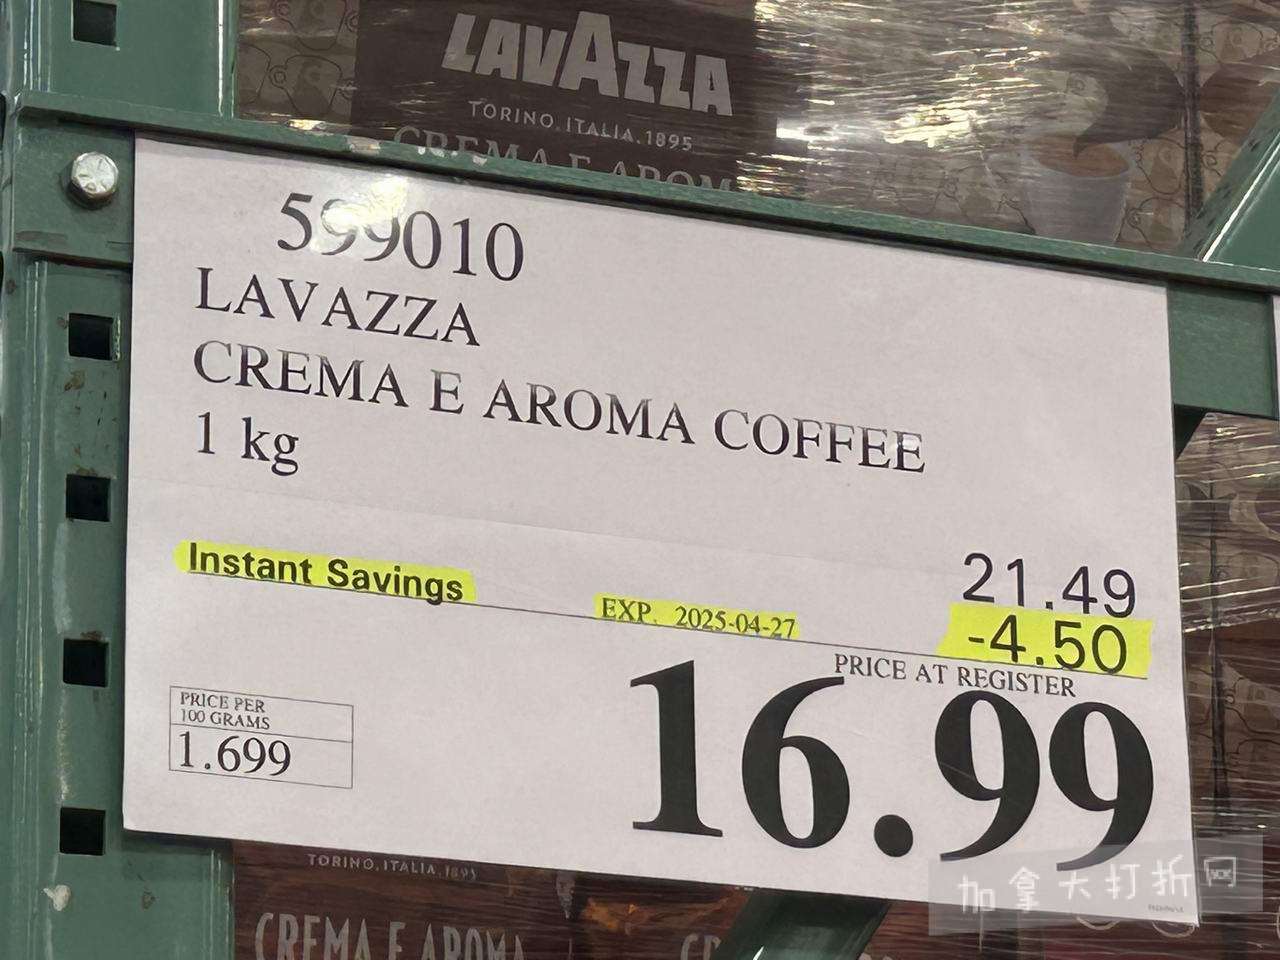 LAVAZZA
TORINO, ITALIA, 1895
CREMA E AROMA
599010
LAVAZZA
CREMA E AROMA COFFEE
1 kg
21.49
Instant Savings EXP. 2025-04-27 -4.50
PRICE AT REGISTER
16.99
PRICE PER
100 GRAMS
1.699
TORINO, ITALIA, 1895
CREMA E AROMA
加拿大打折网